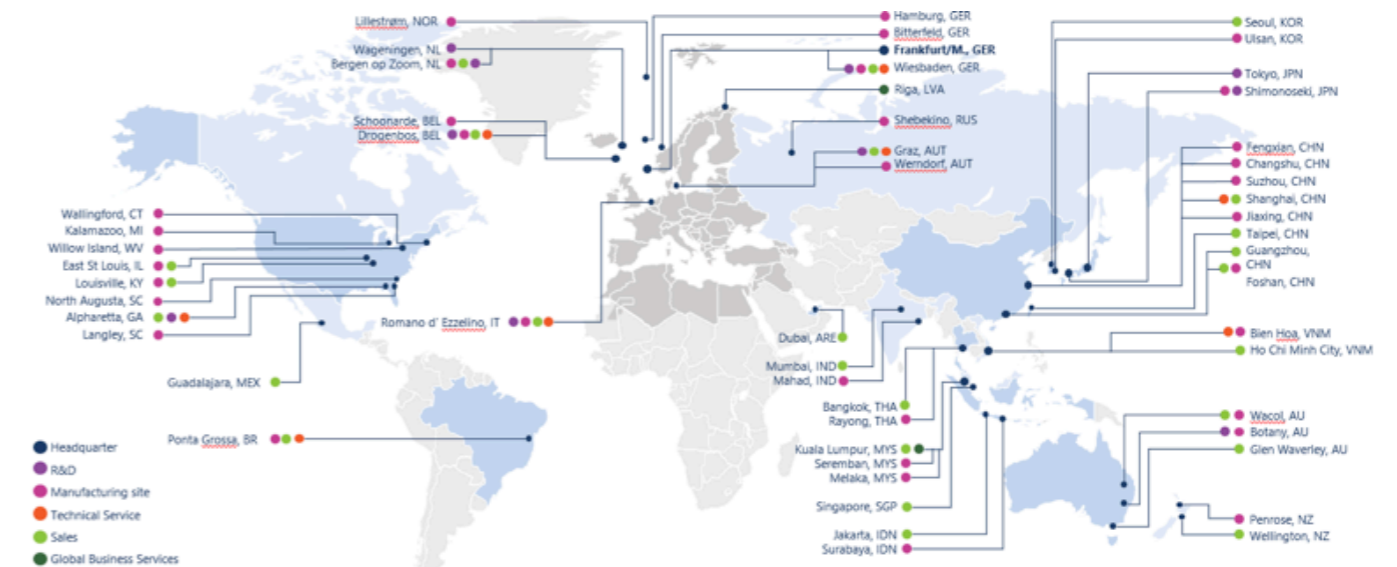 Lillestrøm, NOR
Wageningen, NL
Bergen op Zoom, NL
Schoonarde, BEL
Drogenbos, BEL
Wallingford, CT
Kalamazoo, MI
Willow Island, WV
East St Louis, IL
Louisville, KY
North Augusta, SC
Alpharetta, GA
Langley, SC
Guadalajara, MEX
Ponta Grossa, BR
Romano d' Ezzelino, IT
Hamburg, GER
Bitterfeld, GER
Frankfurt/M., GER
Wiesbaden, GER
Riga, LVA
Shebekino, RUS
Graz, AUT
Werndorf, AUT
Dubai, ARE
Mumbai, IND
Mahad, IND
Bangkok, THA
Rayong, THA
Kuala Lumpur, MYS
Seremban, MYS
Melaka, MYS
Singapore, SGP
Jakarta, IDN
Surabaya, IDN
Seoul, KOR
Ulsan, KOR
Tokyo, JPN
Shimonoseki, JPN
Fengxian, CHN
Changshu, CHN
Suzhou, CHN
Shanghai, CHN
Jiaxing, CHN
Taipei, CHN
Guangzhou,
CHN
Foshan, CHN
Bien Hoa, VNM
Ho Chi Minh City, VNM
Wacol, AU
Botany, AU
Glen Waverley, AU
Penrose, NZ
Wellington, NZ
Headquarter
R&D
Manufacturing site
Technical Service
Sales
Global Business Services